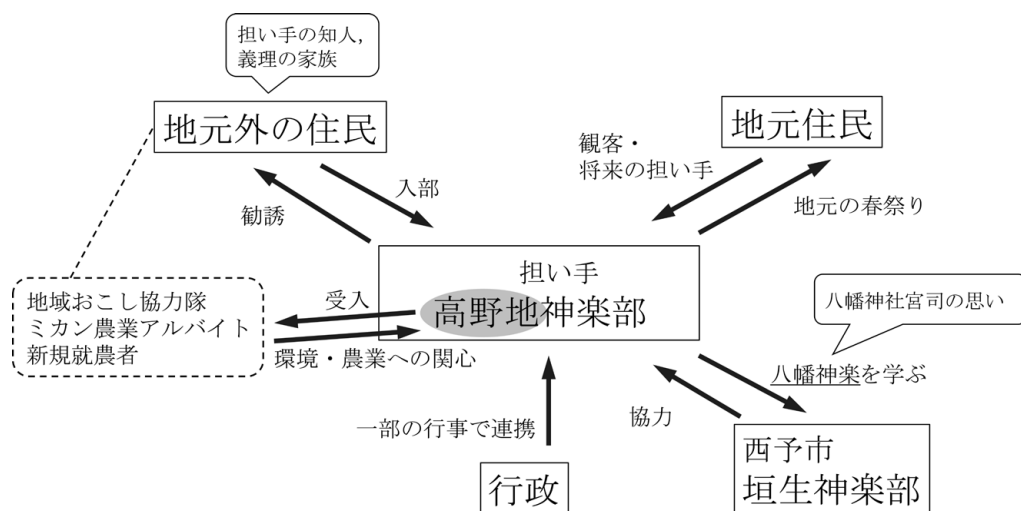 担い手の知人，
義理の家族
地元外の住民
地元住民
観客・
将来の担い手
入部
勧誘
地元の春祭り
担い手
高野地神楽部
地域おこし協力隊
ミカン農業アルバイト
新規就農者
受入
環境・農業への関心
八幡神社宮司の思い
八幡神楽を学ぶ
協力
一部の行事で連携
行政
西予市
垣生神楽部